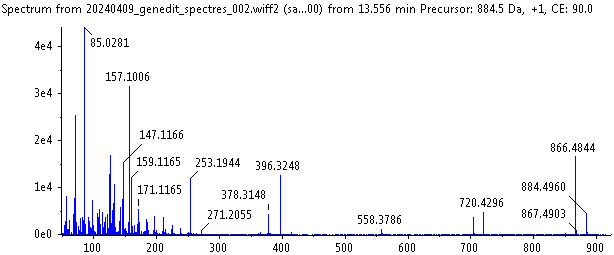 Spectrum from 20240409_genedit_spectres_002.wiff2 (sa...00) from 13.556 min Precursor: 884.5 Da, +1, CE: 90.0
4e4
3e4
2e4
1e4
0e0
85.0281
157.1006
147.1166
159.1165
171.1165
253.1944
271.2055
378.3148
396.3248
558.3786
720.4296
866.4844
884.4960
867.4903
100 200 300 400 500 600 700 800 900